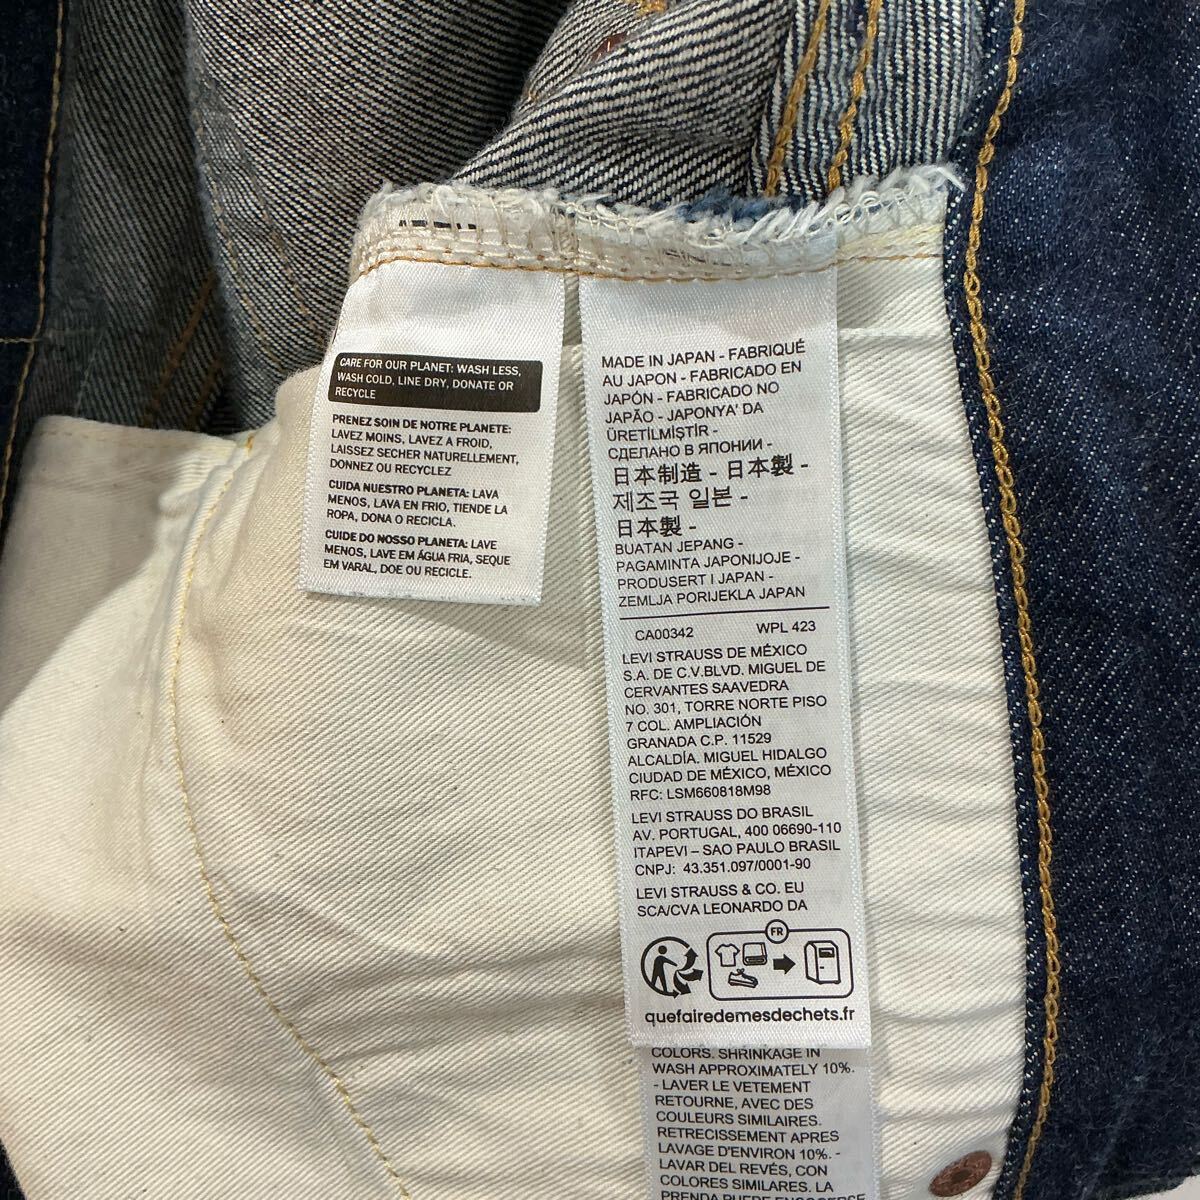 CARE FOR OUR PLANET: WASH LESS,
WASH COLD, LINE DRY, DONATE OR
RECYCLE
PRENEZ SOIN DE NOTRE PLANETE:
LAVEZ MOINS, LAVEZ A FROID,
LAISSEZ SECHER NATURELLEMENT,
DONNEZ OU RECYCLEZ
CUIDA NUESTRO PLANETA: LAVA
MENOS, LAVA EN FRIO, TIENDE LA
ROPA, DONA O RECICLA.
CUIDE DO NOSSO PLANETA: LAVE
MENOS, LAVE EM ÁGUA FRIA, SEQUE
EM VARAL, DOE OU RECICLE.
MADE IN JAPAN - FABRIQUÉ
AU JAPON - FABRICADO EN
JAPÓN - FABRICADO NO
JAPÃO - JAPONYA' DA
ÜRETİLMİŞTİR -
СДЕЛАНО В ЯПОНИИ -
日本制造 - 日本製 -
제조국 일본 -
日本製 -
BUATAN JEPANG -
PAGAMINTA JAPONIJOJE -
PRODUSERT I JAPAN -
ZEMLJA PORIJEKLA JAPAN
CA00342 WPL 423
LEVI STRAUSS DE MÉXICO
S.A. DE C.V.BLVD. MIGUEL DE
CERVANTES SAAVEDRA
NO. 301, TORRE NORTE PISO
7 COL. AMPLIACIÓN
GRANADA C.P. 11529
ALCALDÍA. MIGUEL HIDALGO
CIUDAD DE MÉXICO, MÉXICO
RFC: LSM660818M98
LEVI STRAUSS DO BRASIL
AV. PORTUGAL, 400 06690-110
ITAPEVI – SAO PAULO BRASIL
CNPJ: 43.351.097/0001-90
LEVI STRAUSS & CO. EU
SCA/CVA LEONARDO DA
FR
quefairedemesdechets.fr
COLORS. SHRINKAGE IN
WASH APPROXIMATELY 10%.
- LAVER LE VETEMENT
RETOURNE, AVEC DES
COULEURS SIMILAIRES.
RETRECISSEMENT APRES
LAVAGE D'ENVIRON 10%. -
LAVAR DEL REVÉS, CON
COLORES SIMILARES. LA
PRENDA PUEDE ENCOGERSE